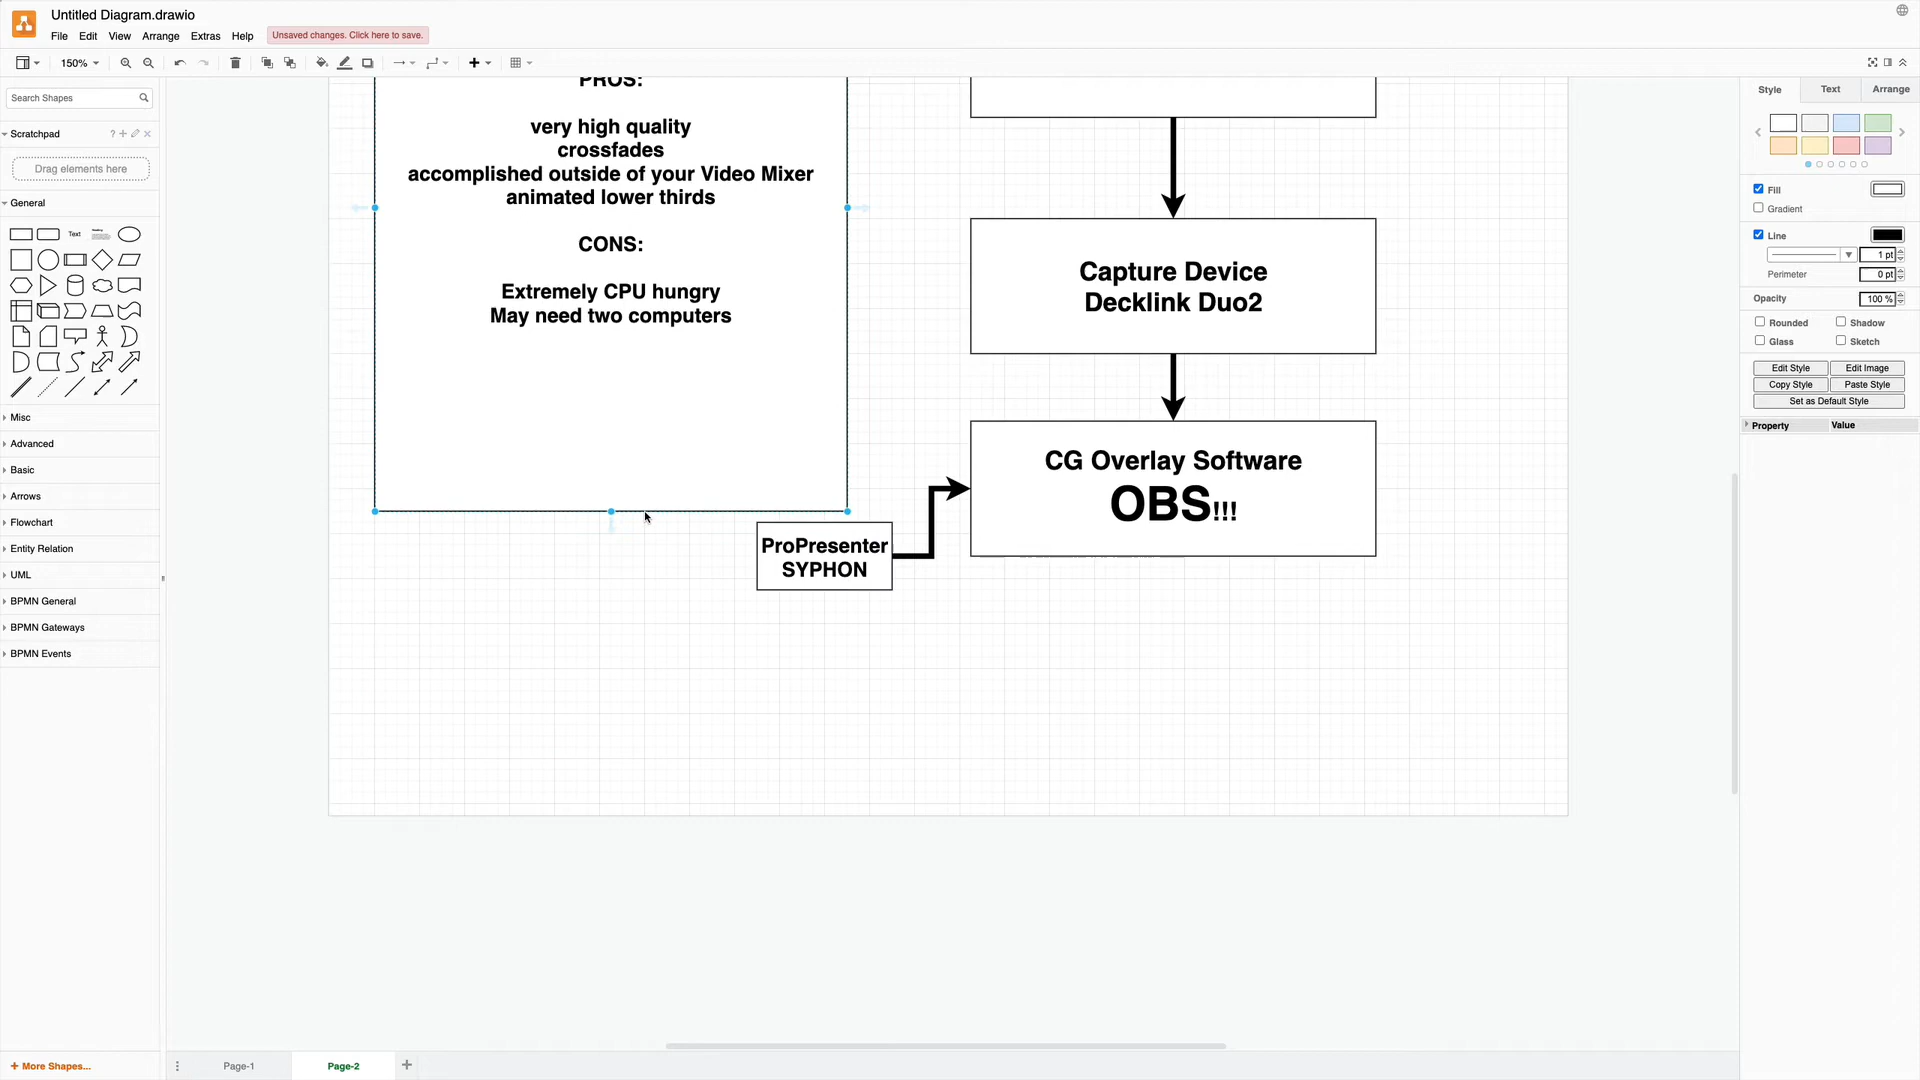 Untitled Diagram.drawio
File Edit View Arrange Extras Help Unsaved changes. Click here to save.
150%
Search Shapes
Scratchpad ?
Drag elements here
General
Text
Heading
Misc
Advanced
Basic
Arrows
Flowchart
Entity Relation
UML
BPMN General
BPMN Gateways
BPMN Events
+ More Shapes...
PROS:
very high quality
crossfades
accomplished outside of your Video Mixer
animated lower thirds
CONS:
Extremely CPU hungry
May need two computers
Capture Device
Decklink Duo2
CG Overlay Software
OBS!!!
ProPresenter
SYPHON
Page-1 Page-2
Style Text Arrange
Fill
Gradient
Line
1 pt
Perimeter 0 pt
Opacity 100 %
Rounded Shadow
Glass Sketch
Edit Style Edit Image
Copy Style Paste Style
Set as Default Style
Property Value